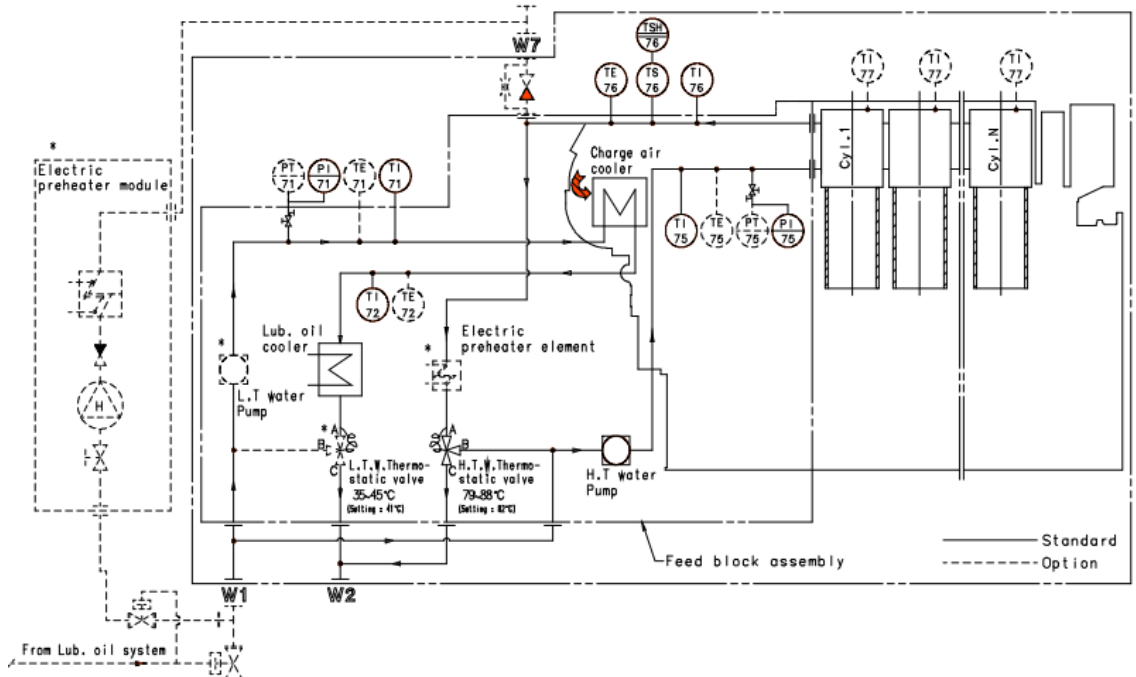 W7
TSH
76
TE
76
TS
76
TI
76
TI
77
TI
77
TI
77
*
Electric
preheater module
PT
71
PI
71
TE
71
TI
71
Charge air
cooler
Cyl.1
Cyl.N
TI
75
TE
75
PT
75
PI
75
TI
72
TE
72
*
Lub. oil
cooler
L.T water
Pump
*
Electric
preheater element
H
* A
B
C
L.T.W.Thermo-
static valve
35~45°C
(Setting : 41°C)
A
B
C
H.T.W.Thermo-
static valve
79~88°C
(Setting : 82°C)
H.T water
Pump
Standard
Feed block assembly
Option
W1
W2
From Lub. oil system